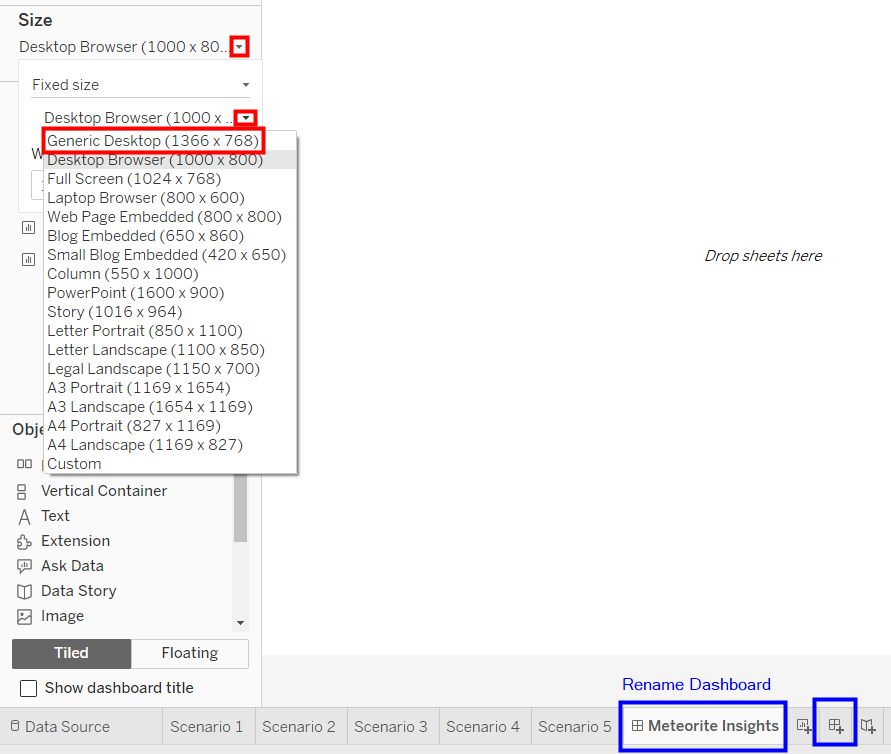 Size
Desktop Browser (1000 x 80...
Fixed size
Desktop Browser (1000 x ...
Generic Desktop (1366 x 768)
Desktop Browser (1000 x 800)
Full Screen (1024 x 768)
Laptop Browser (800 x 600)
Web Page Embedded (800 x 800)
Blog Embedded (650 x 860)
Small Blog Embedded (420 x 650)
Column (550 x 1000)
PowerPoint (1600 x 900)
Story (1016 x 964)
Letter Portrait (850 x 1100)
Letter Landscape (1100 x 850)
Legal Landscape (1150 x 700)
A3 Portrait (1169 x 1654)
A3 Landscape (1654 x 1169)
A4 Portrait (827 x 1169)
A4 Landscape (1169 x 827)
Custom
Drop sheets here
Vertical Container
Text
Extension
Ask Data
Data Story
Image
Tiled Floating
Show dashboard title
Rename Dashboard
Data Source Scenario 1 Scenario 2 Scenario 3 Scenario 4 Scenario 5 Meteorite Insights